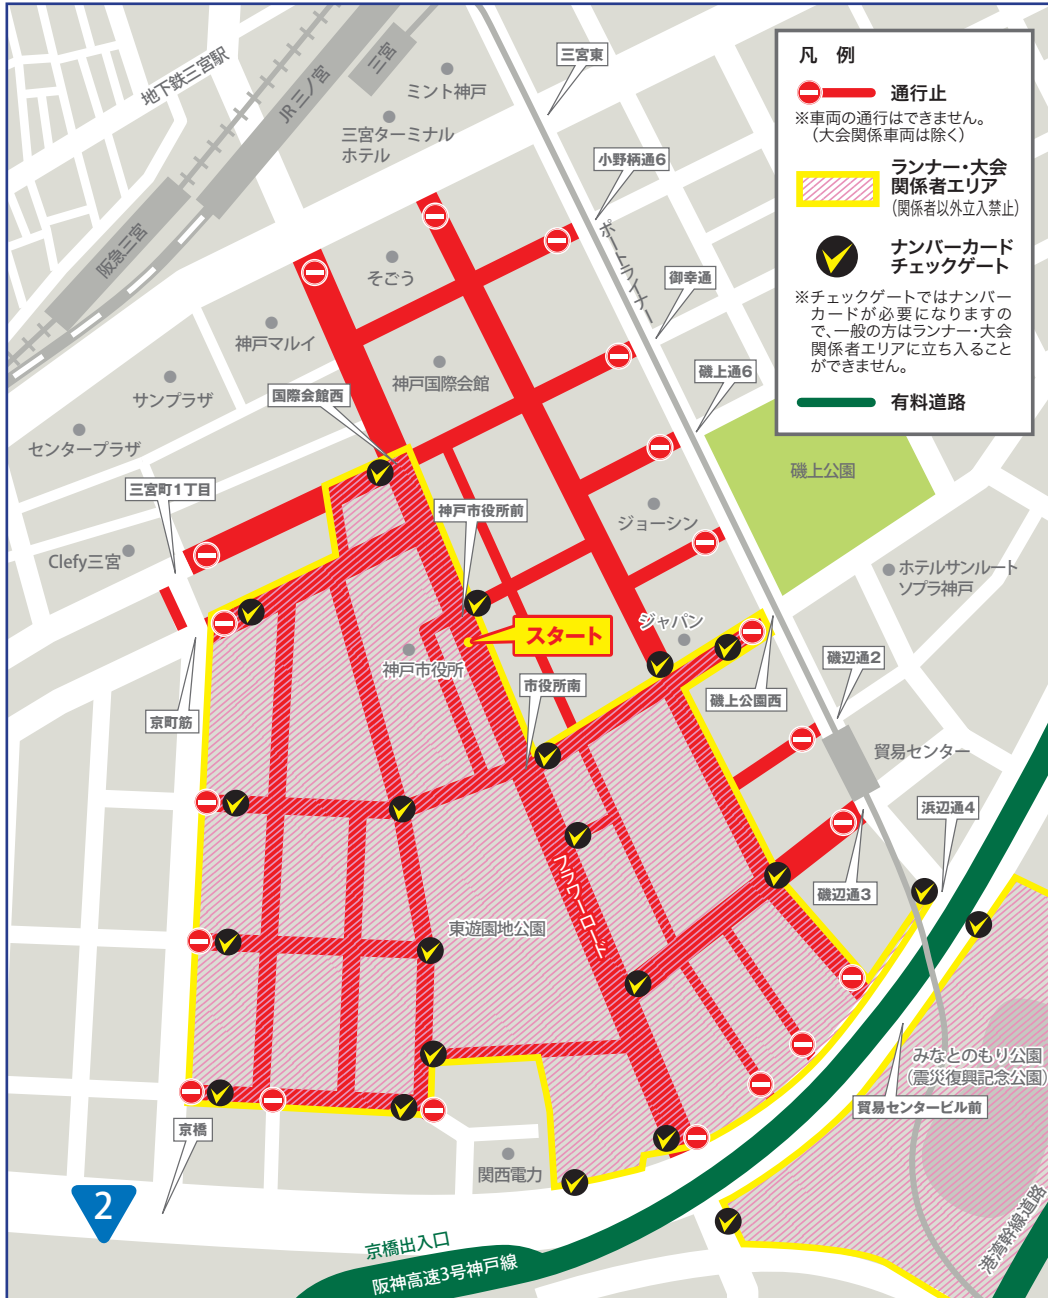 凡 例
通行止
※車両の通行はできません。
(大会関係車両は除く)
ランナー・大会
関係者エリア
(関係者以外立入禁止)
ナンバーカード
チェックゲート
※チェックゲートではナンバー
カードが必要になりますの
で、一般の方はランナー・大会
関係者エリアに立ち入ること
ができません。
有料道路
地下鉄三宮駅
JR三ノ宮
三宮
阪急三宮
ミント神戸
三宮ターミナル
ホテル
三宮東
小野柄通6
ポートライナー
御幸通
磯上通6
そごう
神戸マルイ
神戸国際会館
国際会館西
サンプラザ
センタープラザ
三宮町1丁目
Clefy三宮
神戸市役所前
ジョーシン
磯上公園
ホテルサンルート
ソプラ神戸
スタート
ジャパン
神戸市役所
市役所南
磯上公園西
磯辺通2
京町筋
貿易センター
浜辺通4
磯辺通3
フラワーロード
東遊園地公園
みなとのもり公園
(震災復興記念公園)
貿易センタービル前
京橋
関西電力
2
京橋出入口
阪神高速3号神戸線
港湾幹線道路